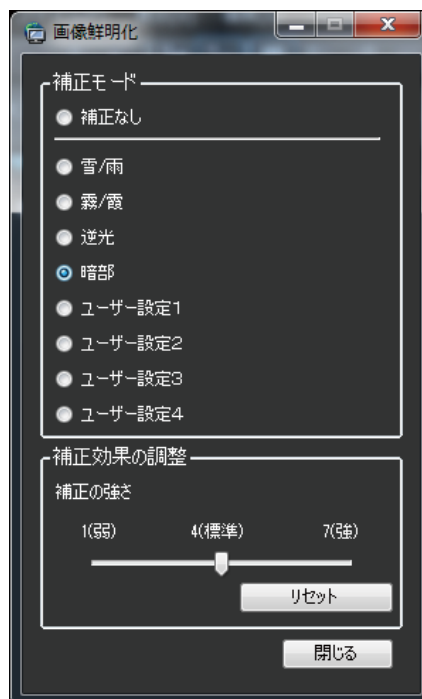 画像鮮明化
補正モード
補正なし
雪/雨
霧/霞
逆光
暗部
ユーザー設定1
ユーザー設定2
ユーザー設定3
ユーザー設定4
補正効果の調整
補正の強さ
1(弱) 4(標準) 7(強)
リセット
閉じる